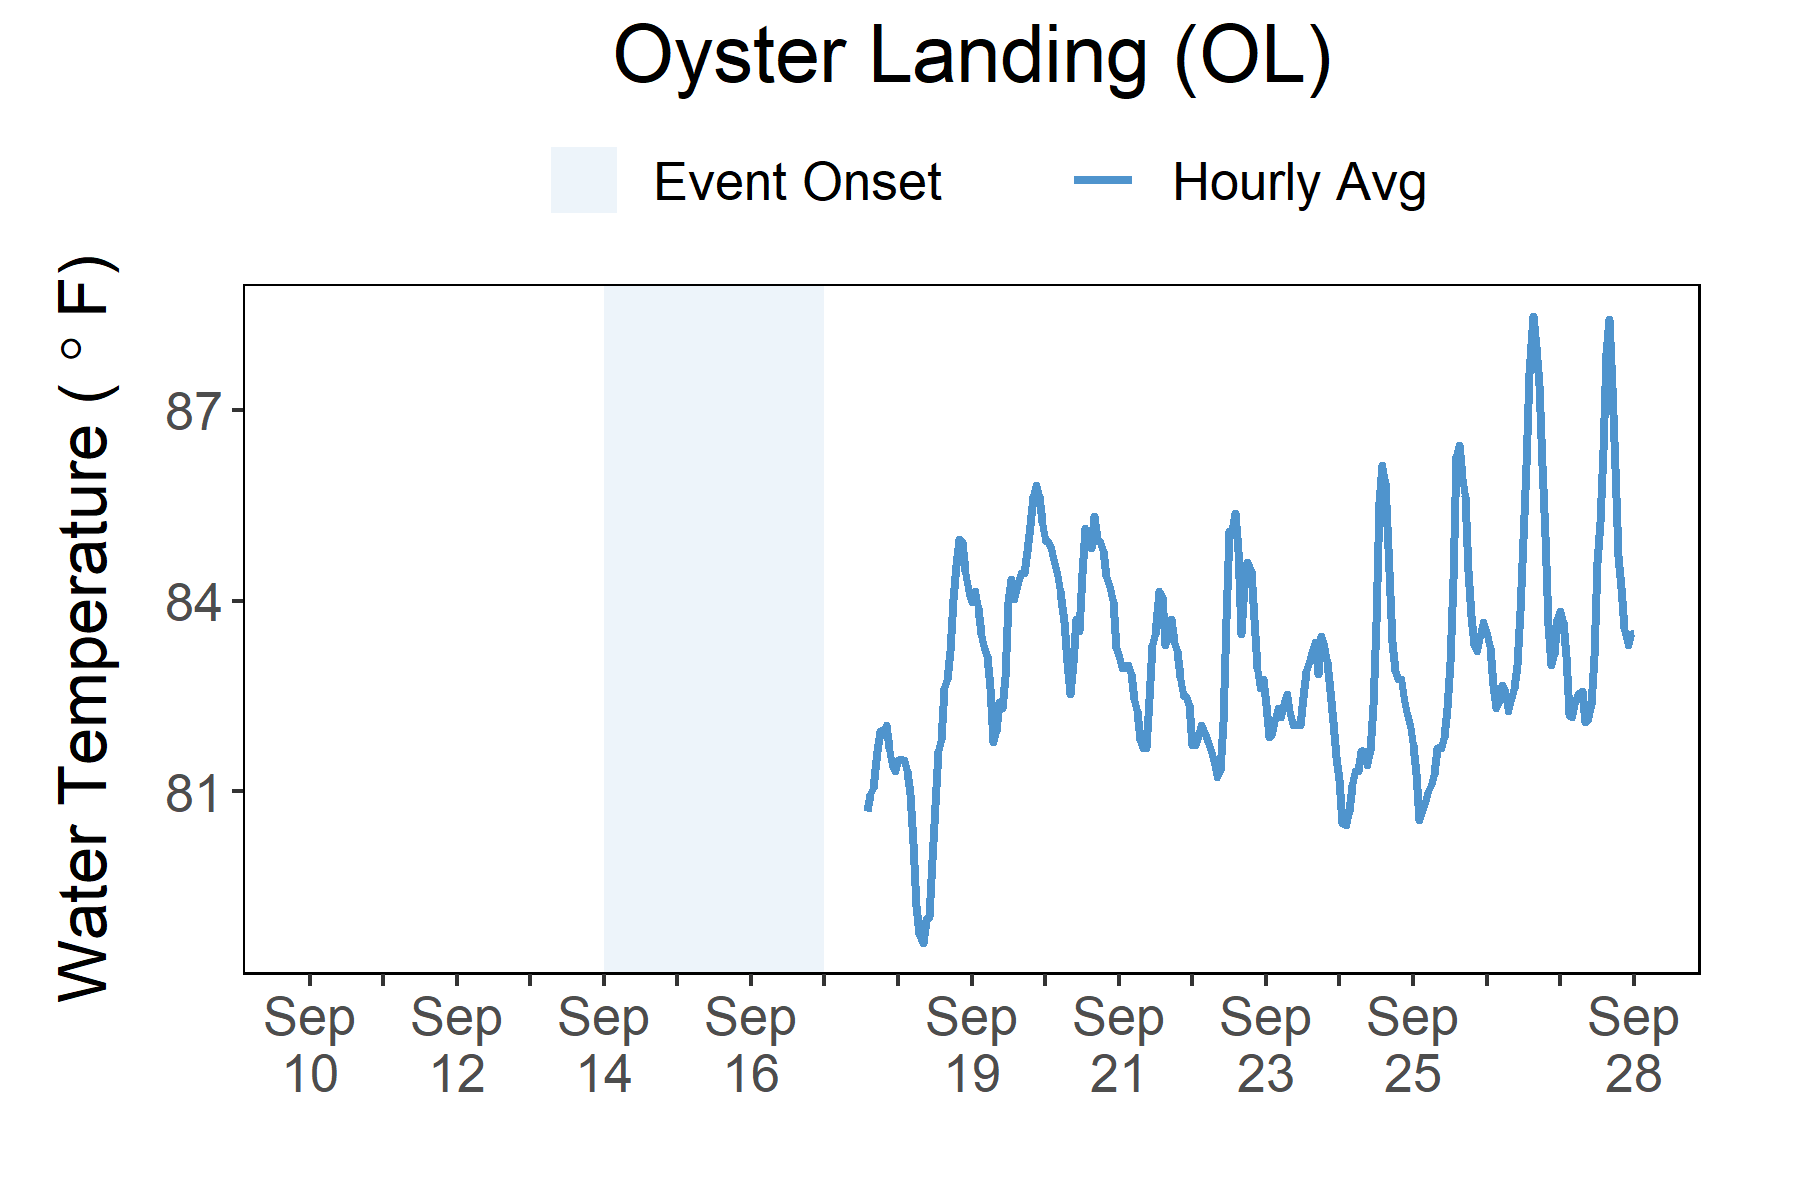 Oyster Landing (OL)
Event Onset
Hourly Avg
Water Temperature ( ° F)
87
84
81
Sep 10
Sep 12
Sep 14
Sep 16
Sep 19
Sep 21
Sep 23
Sep 25
Sep 28